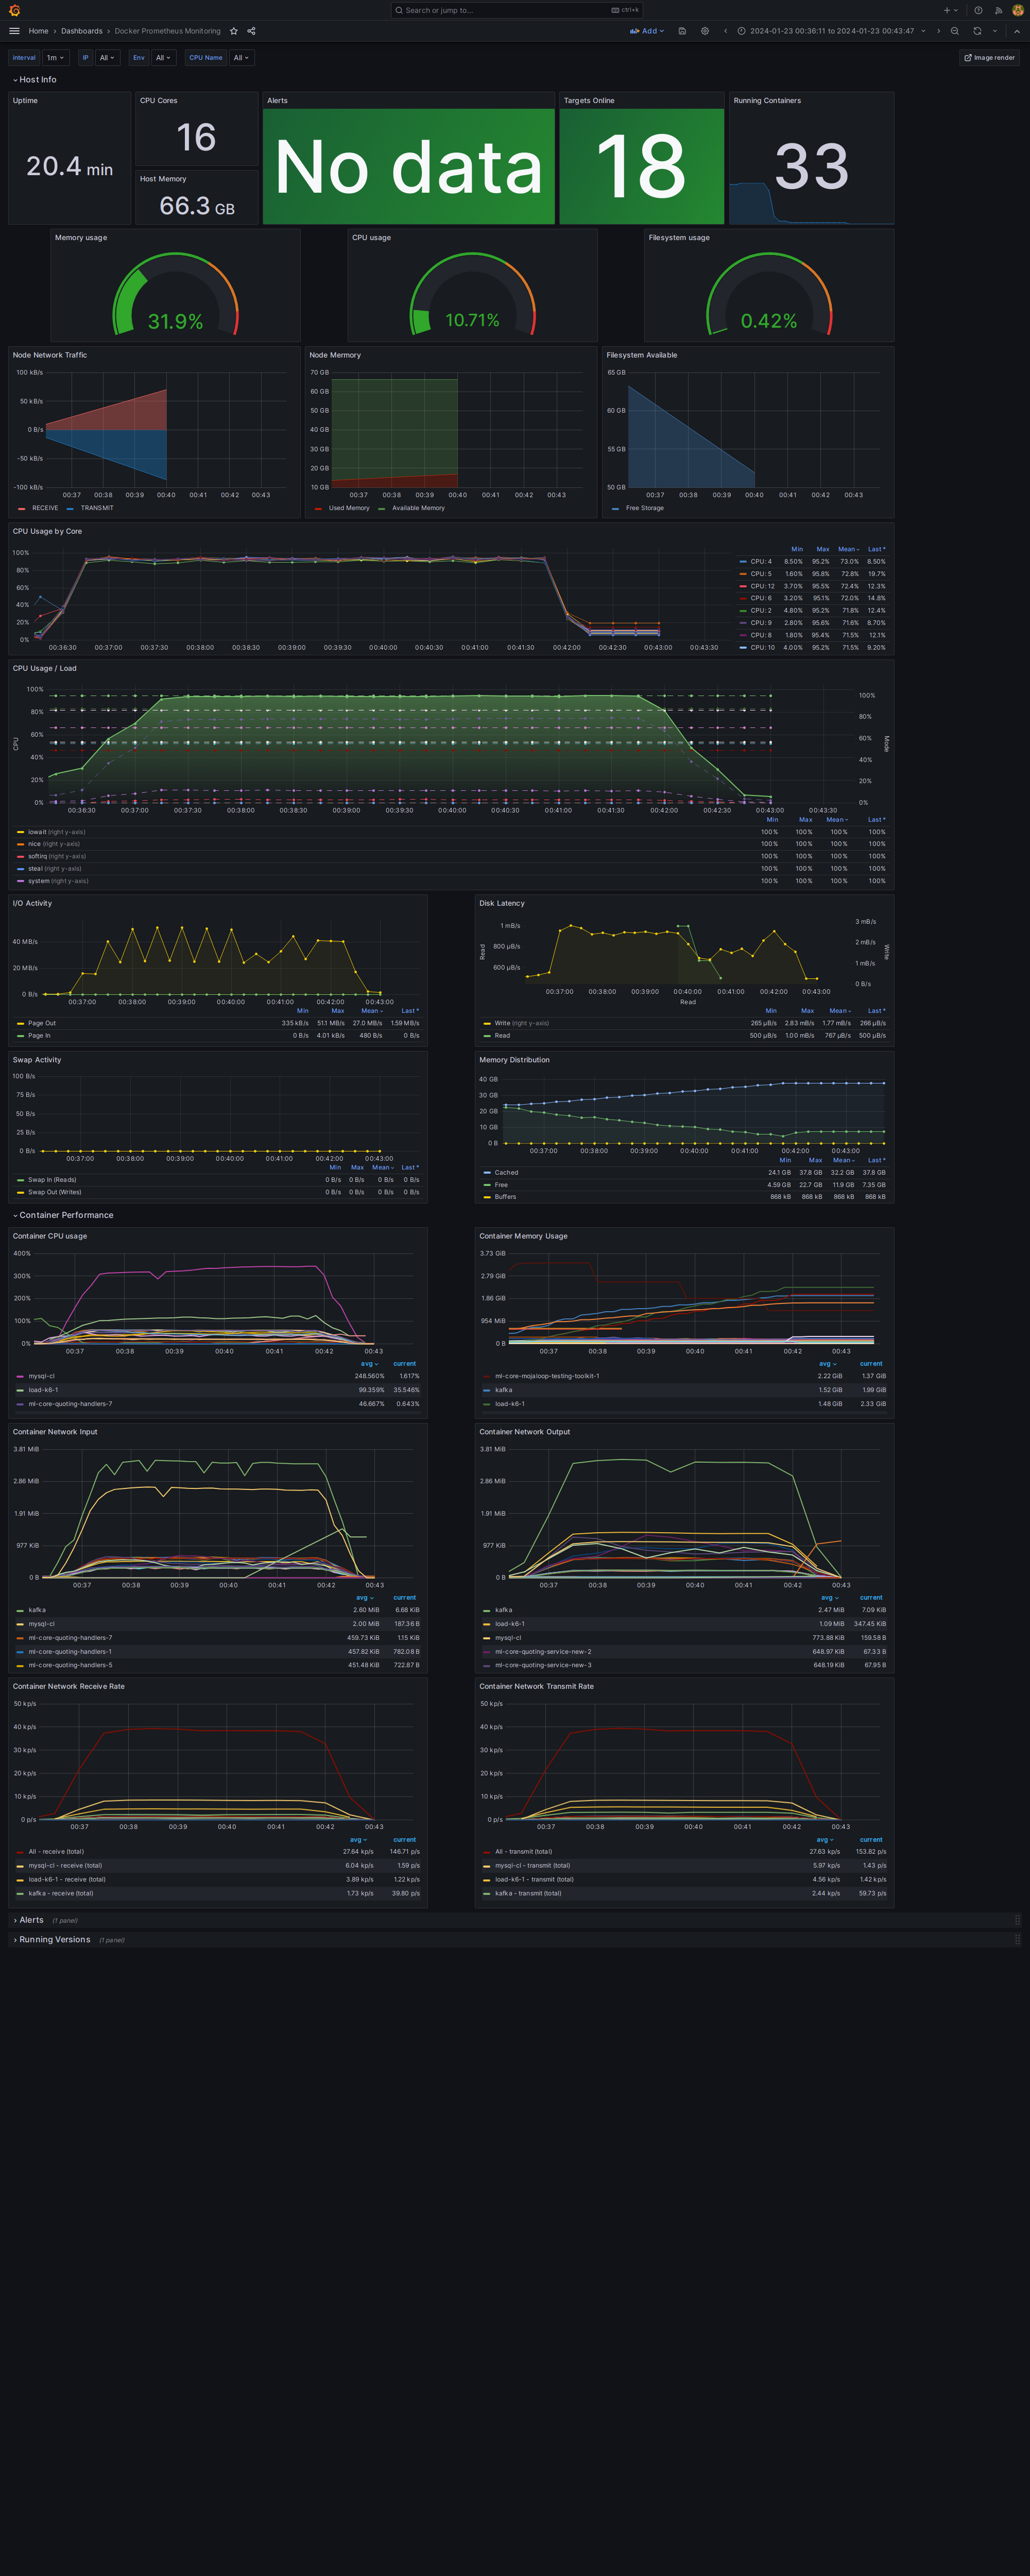 Search or jump to...
ctrl+k
Home › Dashboards › Docker Prometheus Monitoring
Add
2024-01-23 00:36:11 to 2024-01-23 00:43:47
Interval 1m IP All Env All CPU Name All
Image render
Host Info
Uptime
20.4 min
CPU Cores
16
Host Memory
66.3 GB
Alerts
No data
Targets Online
18
Running Containers
33
Memory usage
31.9%
CPU usage
10.71%
Filesystem usage
0.42%
Node Network Traffic
100 kB/s
50 kB/s
0 B/s
-50 kB/s
-100 kB/s
00:37 00:38 00:39 00:40 00:41 00:42 00:43
RECEIVE TRANSMIT
Node Mermory
70 GB
60 GB
50 GB
40 GB
30 GB
20 GB
10 GB
00:37 00:38 00:39 00:40 00:41 00:42 00:43
Used Memory Available Memory
Filesystem Available
65 GB
60 GB
55 GB
50 GB
00:37 00:38 00:39 00:40 00:41 00:42 00:43
Free Storage
CPU Usage by Core
100%
80%
60%
40%
20%
0%
00:36:30 00:37:00 00:37:30 00:38:00 00:38:30 00:39:00 00:39:30 00:40:00 00:40:30 00:41:00 00:41:30 00:42:00 00:42:30 00:43:00 00:43:30
Min Max Mean Last *
CPU: 4 8.50% 95.2% 73.0% 8.50%
CPU: 5 1.60% 95.8% 72.8% 19.7%
CPU: 12 3.70% 95.5% 72.4% 12.3%
CPU: 6 3.20% 95.1% 72.0% 14.8%
CPU: 2 4.80% 95.2% 71.8% 12.4%
CPU: 9 2.80% 95.6% 71.6% 8.70%
CPU: 8 1.80% 95.4% 71.5% 12.1%
CPU: 10 4.00% 95.2% 71.5% 9.20%
CPU Usage / Load
CPU
100%
80%
60%
40%
20%
0%
Mode
100%
80%
60%
40%
20%
0%
00:36:30 00:37:00 00:37:30 00:38:00 00:38:30 00:39:00 00:39:30 00:40:00 00:40:30 00:41:00 00:41:30 00:42:00 00:42:30 00:43:00 00:43:30
Min Max Mean Last *
iowait (right y-axis) 100% 100% 100% 100%
nice (right y-axis) 100% 100% 100% 100%
softirq (right y-axis) 100% 100% 100% 100%
steal (right y-axis) 100% 100% 100% 100%
system (right y-axis) 100% 100% 100% 100%
I/O Activity
40 MB/s
20 MB/s
0 B/s
00:37:00 00:38:00 00:39:00 00:40:00 00:41:00 00:42:00 00:43:00
Min Max Mean Last *
Page Out 335 kB/s 51.1 MB/s 27.0 MB/s 1.59 MB/s
Page In 0 B/s 4.01 kB/s 480 B/s 0 B/s
Disk Latency
Read
1 mB/s
800 µB/s
600 µB/s
Write
3 mB/s
2 mB/s
1 mB/s
0 B/s
00:37:00 00:38:00 00:39:00 00:40:00 00:41:00 00:42:00 00:43:00
Read
Min Max Mean Last *
Write (right y-axis) 265 µB/s 2.83 mB/s 1.77 mB/s 266 µB/s
Read 500 µB/s 1.00 mB/s 767 µB/s 500 µB/s
Swap Activity
100 B/s
75 B/s
50 B/s
25 B/s
0 B/s
00:37:00 00:38:00 00:39:00 00:40:00 00:41:00 00:42:00 00:43:00
Min Max Mean Last *
Swap In (Reads) 0 B/s 0 B/s 0 B/s 0 B/s
Swap Out (Writes) 0 B/s 0 B/s 0 B/s 0 B/s
Memory Distribution
40 GB
30 GB
20 GB
10 GB
0 B
00:37:00 00:38:00 00:39:00 00:40:00 00:41:00 00:42:00 00:43:00
Min Max Mean Last *
Cached 24.1 GB 37.8 GB 32.2 GB 37.8 GB
Free 4.59 GB 22.7 GB 11.9 GB 7.35 GB
Buffers 868 kB 868 kB 868 kB 868 kB
Container Performance
Container CPU usage
400%
300%
200%
100%
0%
00:37 00:38 00:39 00:40 00:41 00:42 00:43
avg current
mysql-cl 248.560% 1.617%
load-k6-1 99.359% 35.546%
ml-core-quoting-handlers-7 46.667% 0.643%
Container Memory Usage
3.73 GiB
2.79 GiB
1.86 GiB
954 MiB
0 B
00:37 00:38 00:39 00:40 00:41 00:42 00:43
avg current
ml-core-mojaloop-testing-toolkit-1 2.22 GiB 1.37 GiB
kafka 1.52 GiB 1.99 GiB
load-k6-1 1.48 GiB 2.33 GiB
Container Network Input
3.81 MiB
2.86 MiB
1.91 MiB
977 KiB
0 B
00:37 00:38 00:39 00:40 00:41 00:42 00:43
avg current
kafka 2.60 MiB 6.68 KiB
mysql-cl 2.00 MiB 187.36 B
ml-core-quoting-handlers-7 459.73 KiB 1.15 KiB
ml-core-quoting-handlers-1 457.82 KiB 782.08 B
ml-core-quoting-handlers-5 451.48 KiB 722.87 B
Container Network Output
3.81 MiB
2.86 MiB
1.91 MiB
977 KiB
0 B
00:37 00:38 00:39 00:40 00:41 00:42 00:43
avg current
kafka 2.47 MiB 7.09 KiB
load-k6-1 1.09 MiB 347.45 KiB
mysql-cl 773.88 KiB 159.58 B
ml-core-quoting-service-new-2 648.97 KiB 67.33 B
ml-core-quoting-service-new-3 648.19 KiB 67.95 B
Container Network Receive Rate
50 kp/s
40 kp/s
30 kp/s
20 kp/s
10 kp/s
0 p/s
00:37 00:38 00:39 00:40 00:41 00:42 00:43
avg current
All - receive (total) 27.64 kp/s 146.71 p/s
mysql-cl - receive (total) 6.04 kp/s 1.59 p/s
load-k6-1 - receive (total) 3.89 kp/s 1.22 kp/s
kafka - receive (total) 1.73 kp/s 39.80 p/s
Container Network Transmit Rate
50 kp/s
40 kp/s
30 kp/s
20 kp/s
10 kp/s
0 p/s
00:37 00:38 00:39 00:40 00:41 00:42 00:43
avg current
All - transmit (total) 27.63 kp/s 153.82 p/s
mysql-cl - transmit (total) 5.97 kp/s 1.43 p/s
load-k6-1 - transmit (total) 4.56 kp/s 1.42 kp/s
kafka - transmit (total) 2.44 kp/s 59.73 p/s
Alerts (1 panel)
Running Versions (1 panel)